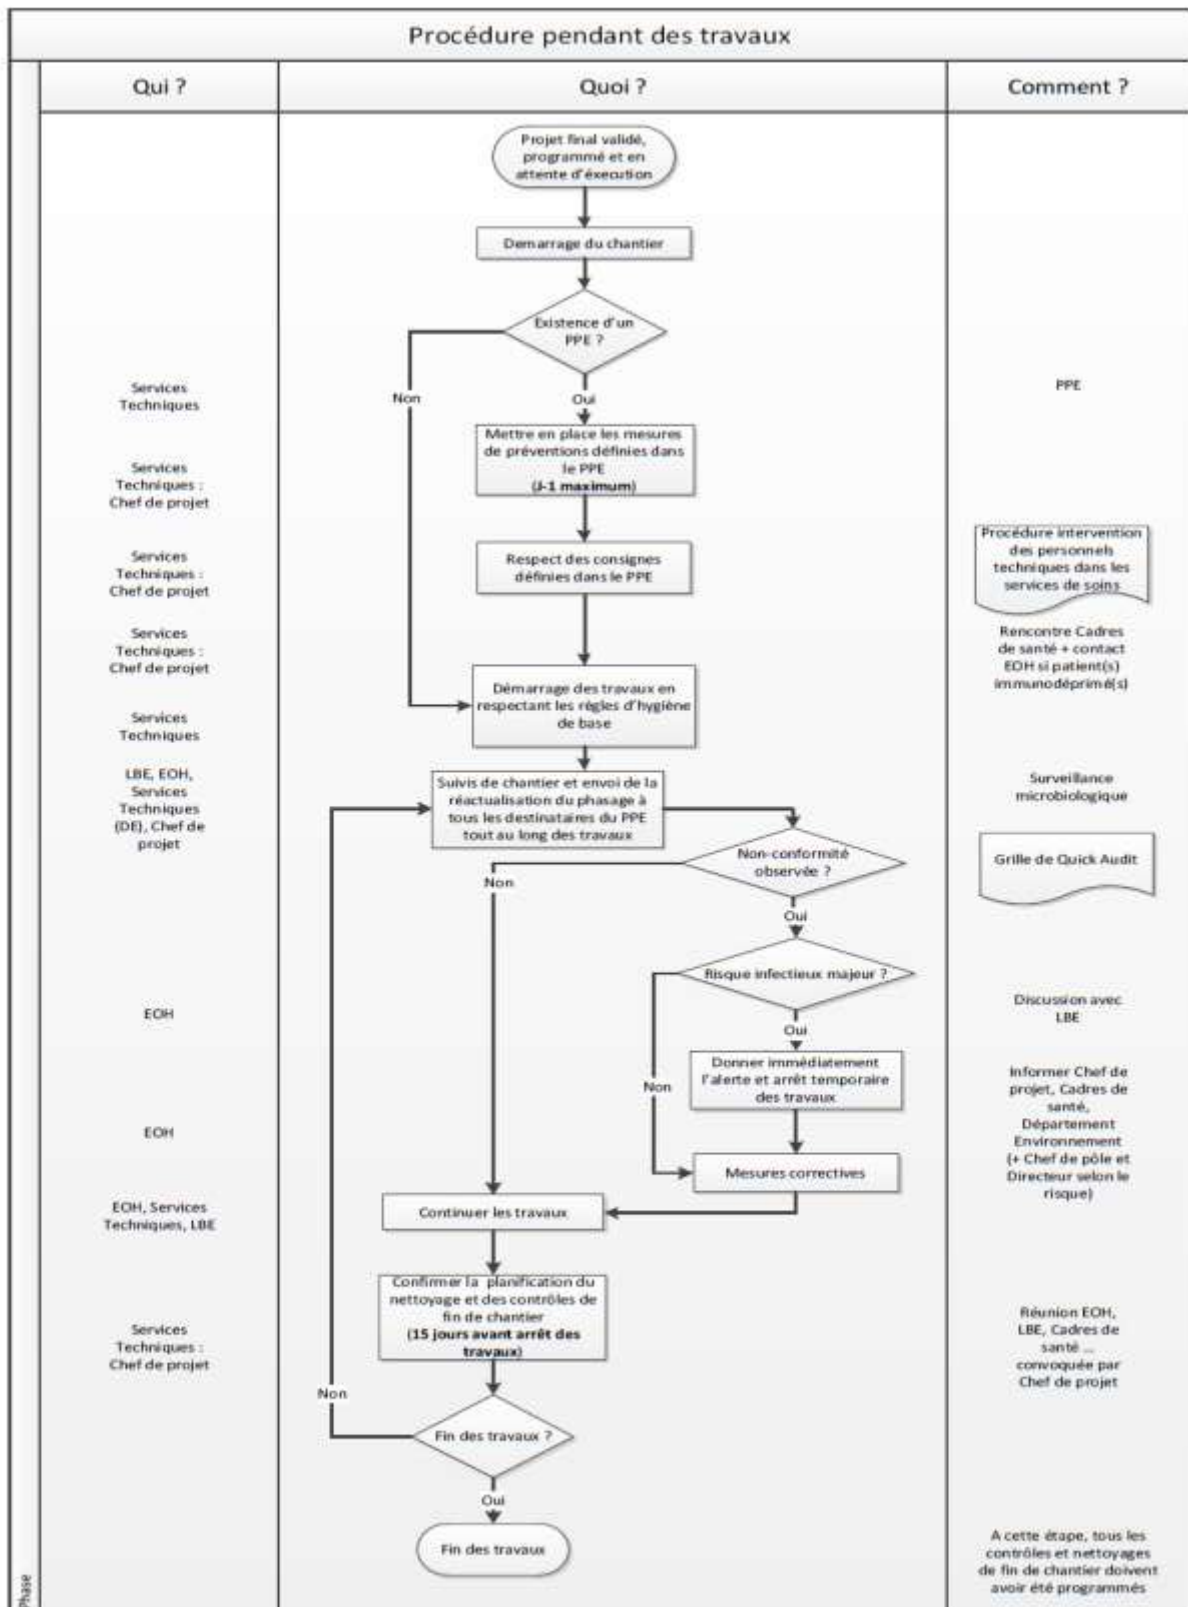 Procédure pendant des travaux
Qui ?
Quoi ?
Comment ?
Projet final validé,
programmé et en
attente d'éxecution
Demarrage du chantier
Existence d'un
PPE ?
Services
Techniques
Non
Oui
PPE
Mettre en place les mesures
de préventions définies dans
le PPE
(J-1 maximum)
Services
Techniques :
Chef de projet
Respect des consignes
définies dans le PPE
Services
Techniques :
Chef de projet
Procédure intervention
des personnels
techniques dans les
services de soins
Services
Techniques :
Chef de projet
Rencontre Cadres
de santé + contact
EOH si patient(s)
immunodéprimé(s)
Démarrage des travaux en
respectant les règles d'hygiène
de base
Services
Techniques
LBE, EOH,
Services
Techniques
(DE), Chef de
projet
Suivis de chantier et envoi de la
réactualisation du phasage à
tous les destinataires du PPE
tout au long des travaux
Surveillance
microbiologique
Non-conformité
observée ?
Grille de Quick Audit
Non
Oui
Risque infectieux majeur ?
EOH
Discussion avec
LBE
Oui
Non
Donner immédiatement
l'alerte et arrêt temporaire
des travaux
Informer Chef de
projet, Cadres de
santé,
Département
Environnement
(+ Chef de pôle et
Directeur selon le
risque)
EOH
Mesures correctives
EOH, Services
Techniques, LBE
Continuer les travaux
Confirmer la planification du
nettoyage et des contrôles de
fin de chantier
(15 jours avant arrêt des
travaux)
Services
Techniques :
Chef de projet
Réunion EOH,
LBE, Cadres de
santé ...
convoquée par
Chef de projet
Non
Fin des travaux ?
Oui
Fin des travaux
A cette étape, tous les
contrôles et nettoyages
de fin de chantier doivent
avoir été programmés
Phase